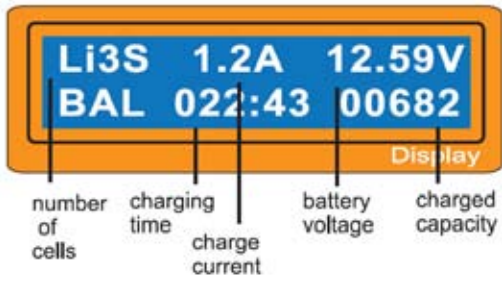 Li3S 1.2A 12.59V
BAL 022:43 00682
Display
number
of
cells
charging
time
charge
current
battery
voltage
charged
capacity